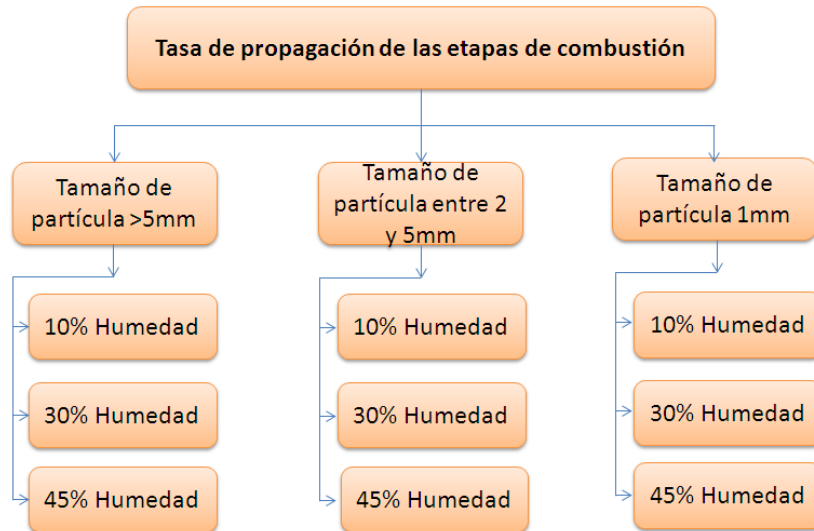 Tasa de propagación de las etapas de combustión
Tamaño de
partícula >5mm
Tamaño de
partícula entre 2
y 5mm
Tamaño de
partícula 1mm
10% Humedad
10% Humedad
10% Humedad
30% Humedad
30% Humedad
30% Humedad
45% Humedad
45% Humedad
45% Humedad